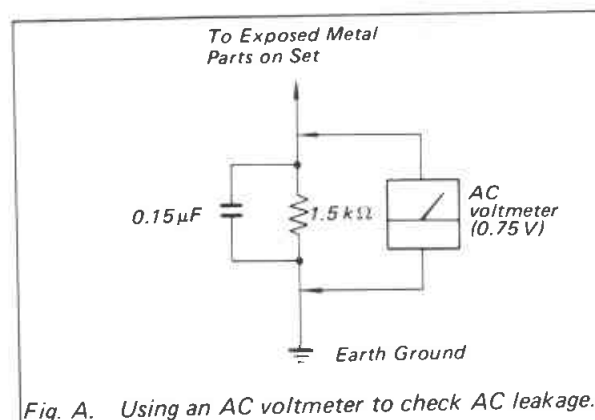 To Exposed Metal
Parts on Set
0.15μF
1.5 kΩ
AC
voltmeter
(0.75 V)
Earth Ground
Fig. A. Using an AC voltmeter to check AC leakage.